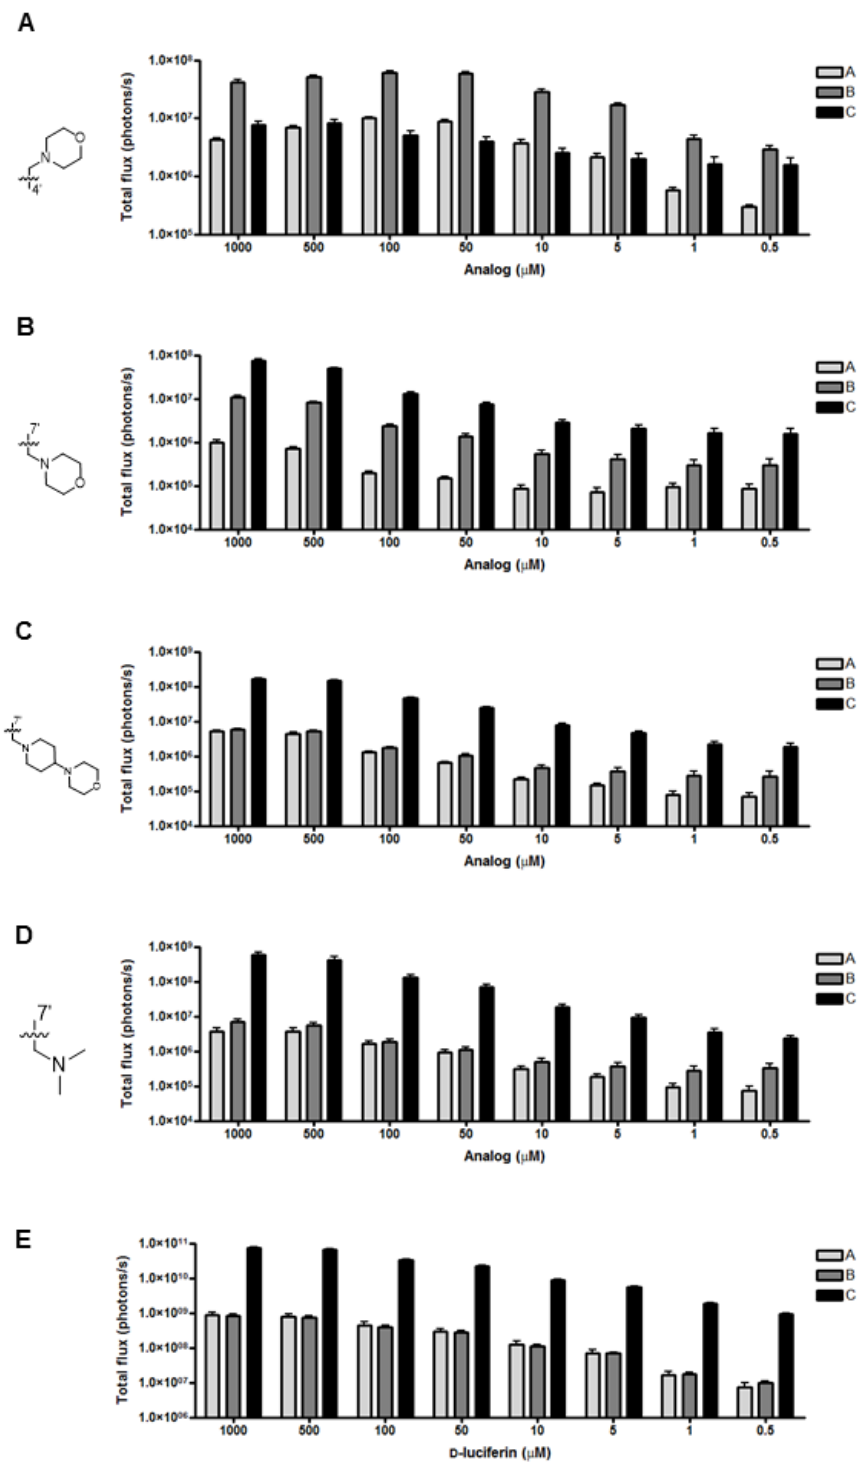 A
1.0×10⁸
1.0×10⁷
1.0×10⁶
1.0×10⁵
Total flux (photons/s)
A
B
C
N
O
4'
1000 500 100 50 10 5 1 0.5
Analog (µM)
B
1.0×10⁸
1.0×10⁷
1.0×10⁶
1.0×10⁵
1.0×10⁴
Total flux (photons/s)
A
B
C
7'
N
O
1000 500 100 50 10 5 1 0.5
Analog (µM)
C
1.0×10⁹
1.0×10⁸
1.0×10⁷
1.0×10⁶
1.0×10⁵
1.0×10⁴
Total flux (photons/s)
A
B
C
7'
N
N
O
1000 500 100 50 10 5 1 0.5
Analog (µM)
D
1.0×10⁹
1.0×10⁸
1.0×10⁷
1.0×10⁶
1.0×10⁵
1.0×10⁴
Total flux (photons/s)
A
B
C
7'
N
1000 500 100 50 10 5 1 0.5
Analog (µM)
E
1.0×10¹¹
1.0×10¹⁰
1.0×10⁰⁹
1.0×10⁰⁸
1.0×10⁰⁷
1.0×10⁰⁶
Total flux (photons/s)
A
B
C
1000 500 100 50 10 5 1 0.5
D-luciferin (µM)